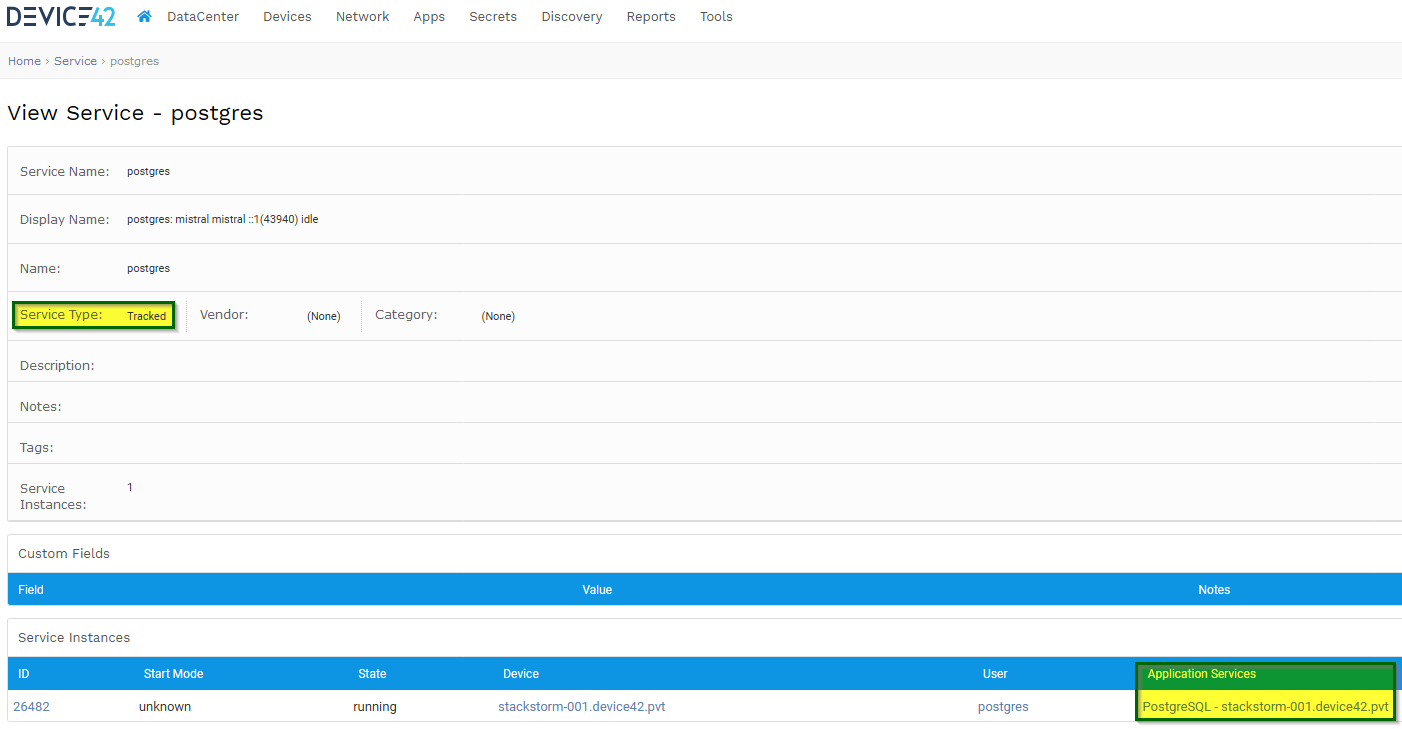 DEVICE42 DataCenter Devices Network Apps Secrets Discovery Reports Tools
Home › Service › postgres
View Service - postgres
Service Name: postgres
Display Name: postgres: mistral mistral ::1(43940) idle
Name: postgres
Service Type: Tracked Vendor: (None) Category: (None)
Description:
Notes:
Tags:
Service Instances: 1
Custom Fields
Field Value Notes
Service Instances
ID Start Mode State Device User Application Services
26482 unknown running stackstorm-001.device42.pvt postgres PostgreSQL - stackstorm-001.device42.pvt